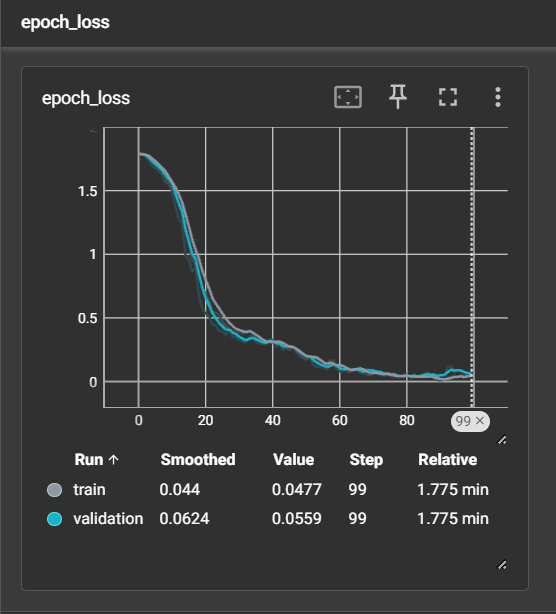 epoch_loss
epoch_loss
2
1.5
1
0.5
0
0 20 40 60 80 99 ×
Run ↑ Smoothed Value Step Relative
train 0.044 0.0477 99 1.775 min
validation 0.0624 0.0559 99 1.775 min